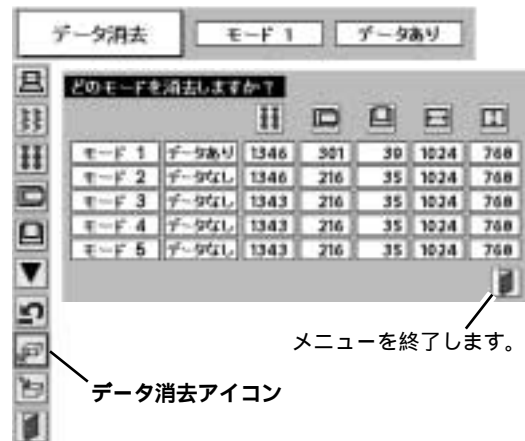 データ消去 モード 1 データあり
どのモードを消去しますか?
モード 1 データあり 1346 301 30 1024 768
モード 2 データなし 1346 216 35 1024 768
モード 3 データなし 1343 216 35 1024 768
モード 4 データなし 1343 216 35 1024 768
モード 5 データなし 1343 216 35 1024 768
メニューを終了します。
データ消去アイコン